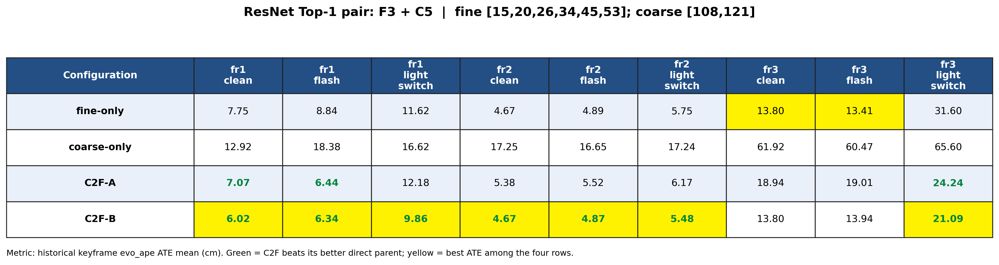 ResNet Top-1 pair: F3 + C5 | fine [15,20,26,34,45,53]; coarse [108,121]
Configuration
fr1 clean
fr1 flash
fr1 light switch
fr2 clean
fr2 flash
fr2 light switch
fr3 clean
fr3 flash
fr3 light switch
fine-only 7.75 8.84 11.62 4.67 4.89 5.75 13.80 13.41 31.60
coarse-only 12.92 18.38 16.62 17.25 16.65 17.24 61.92 60.47 65.60
C2F-A 7.07 6.44 12.18 5.38 5.52 6.17 18.94 19.01 24.24
C2F-B 6.02 6.34 9.86 4.67 4.87 5.48 13.80 13.94 21.09
Metric: historical keyframe evo_ape ATE mean (cm). Green = C2F beats its better direct parent; yellow = best ATE among the four rows.